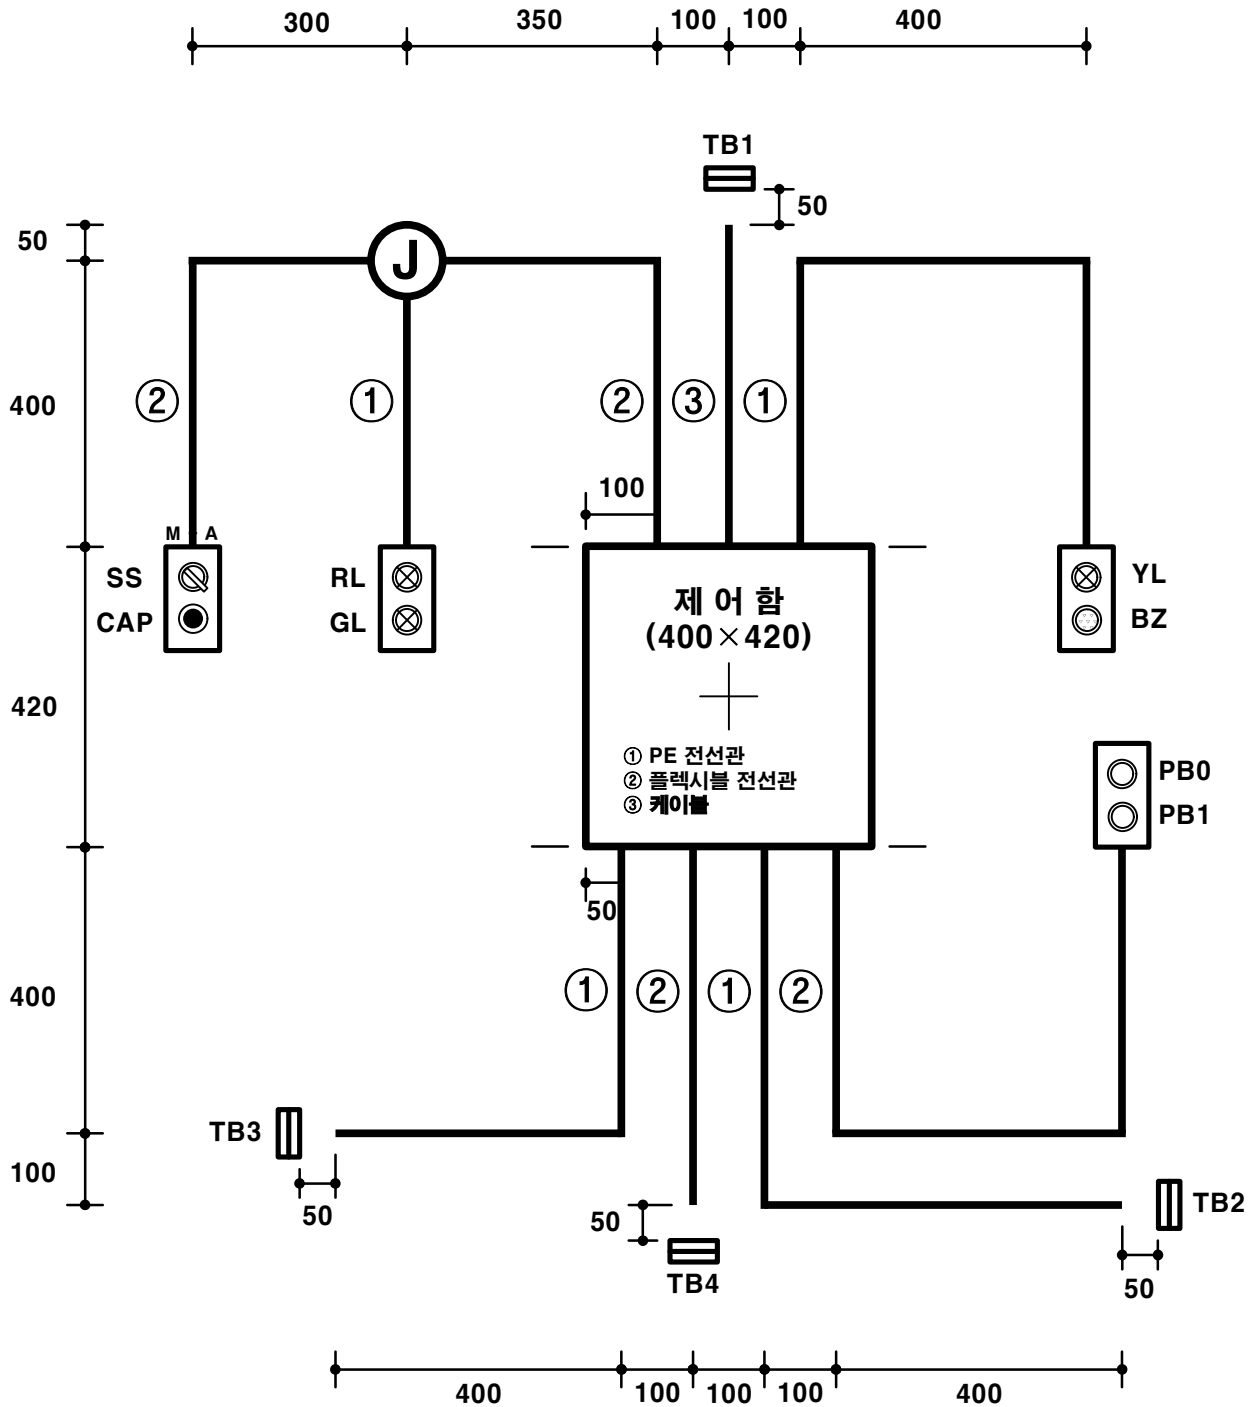 300 350 100 100 400
TB1
50
50
J
400
② ① ② ③ ①
100
M A
SS RL YL
CAP GL BZ
제 어 함
(400×420)
420
① PE 전선관
② 플렉시블 전선관
③ 케이블
PB0
PB1
50
400
① ② ① ②
TB3
100
50
50
TB2
TB4
50
400 100 100 100 400